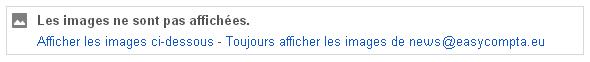 Les images ne sont pas affichées.
Afficher les images ci-dessous - Toujours afficher les images de news@easycompta.eu